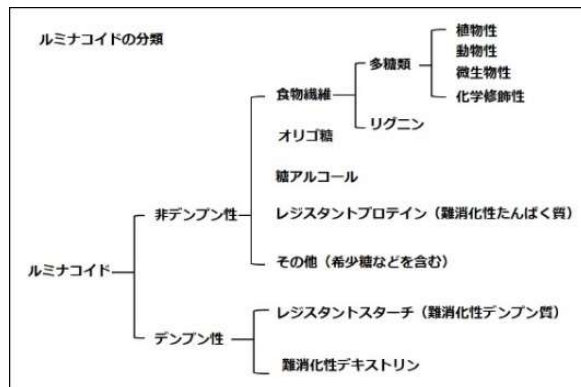 ルミナコイドの分類
植物性
動物性
微生物性
化学修飾性
多糖類
食物繊維
リグニン
オリゴ糖
糖アルコール
非デンプン性
レジスタントプロテイン（難消化性たんぱく質）
その他（希少糖などを含む）
ルミナコイド
レジスタントスターチ（難消化性デンプン質）
デンプン性
難消化性デキストリン